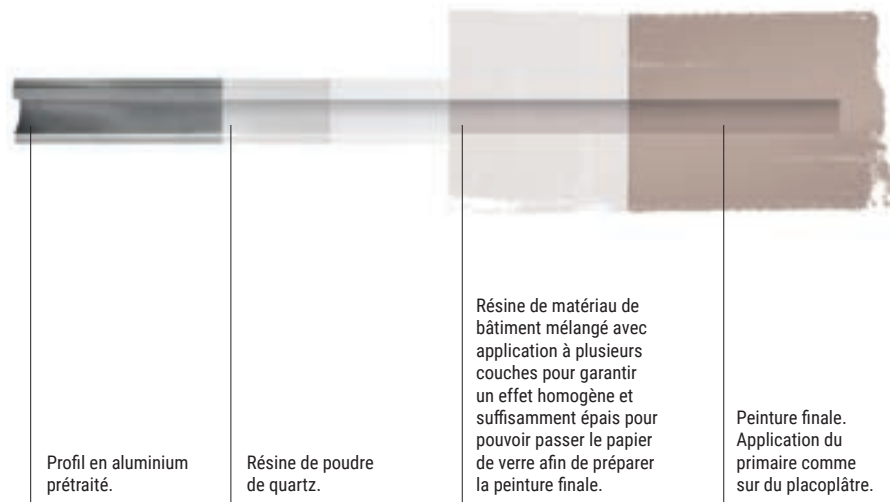 Profil en aluminium
prétraité.
Résine de poudre
de quartz.
Résine de matériau de
bâtiment mélangé avec
application à plusieurs
couches pour garantir
un effet homogène et
suffisamment épais pour
pouvoir passer le papier
de verre afin de préparer
la peinture finale.
Peinture finale.
Application du
primaire comme
sur du placoplâtre.